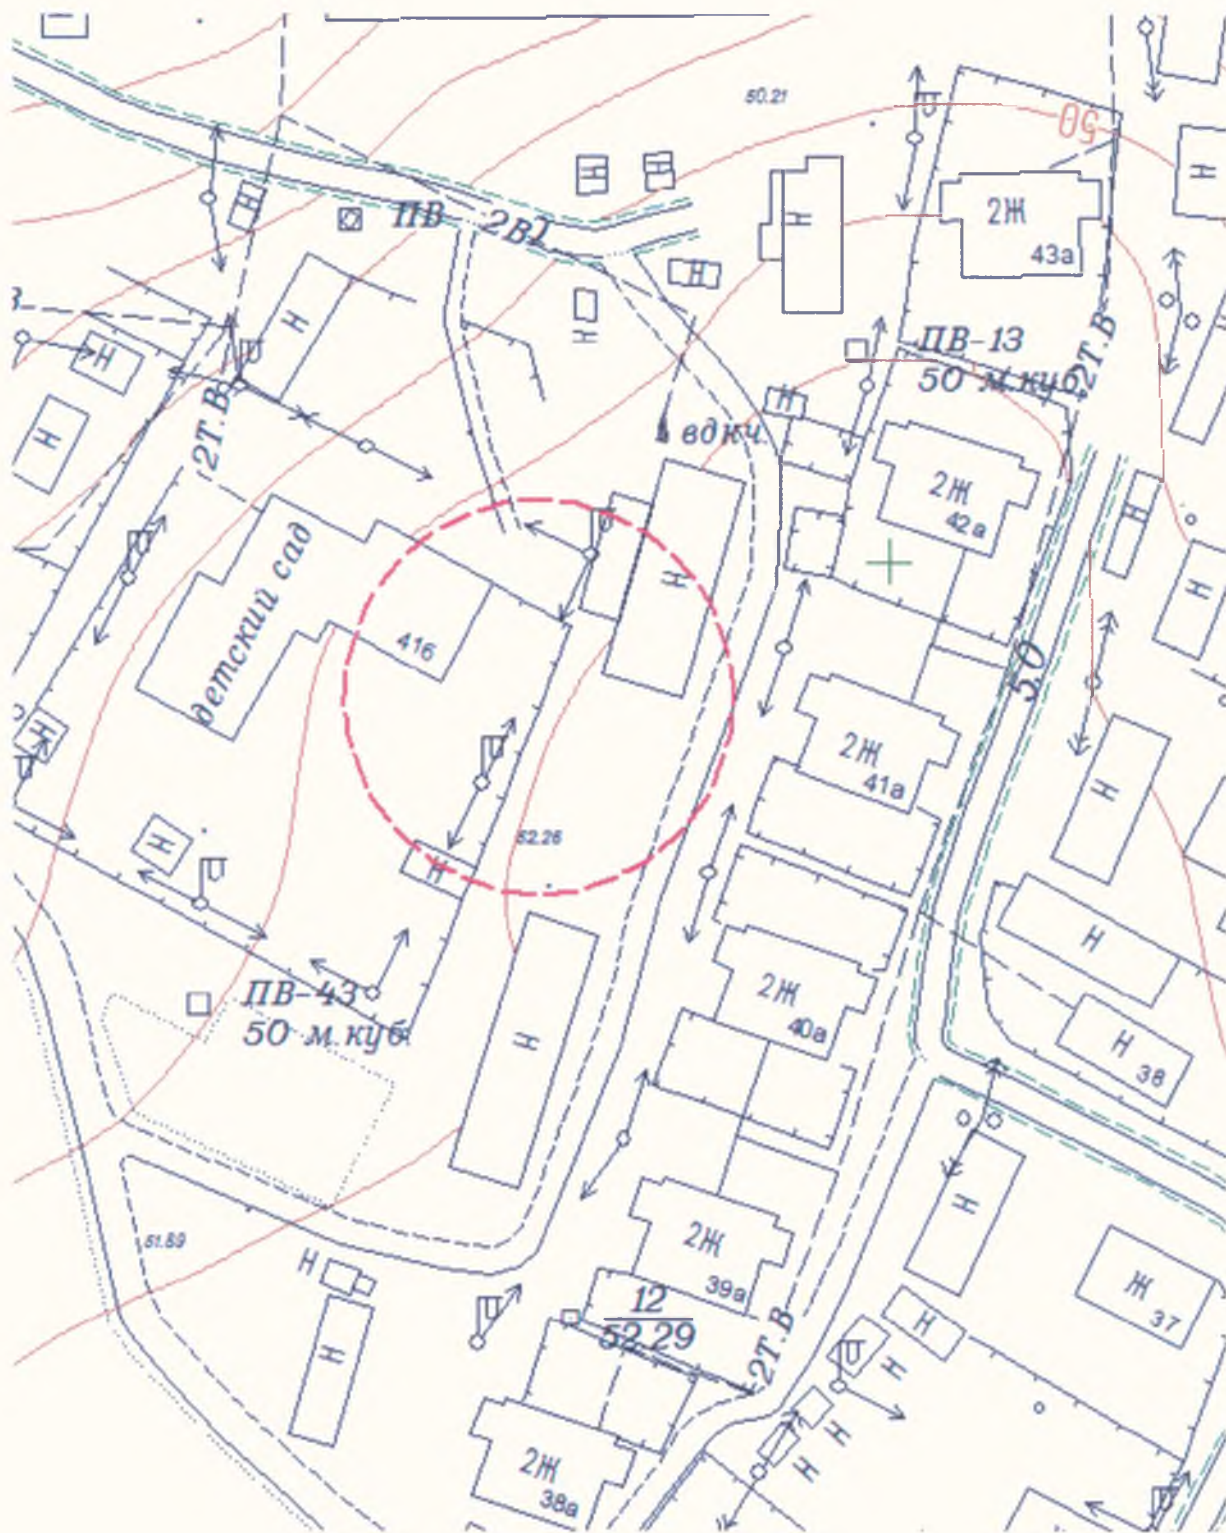 50.21
50
Н
Н
Н
Н
Н
2Ж
43а
ПВ
2В
Н
Н
Н
Н
ПВ-13
50 м.куб.
2Т.В
Н
Н
2Т.В
вдкч.
Н
2Ж
42а
Н
детский сад
41б
Н
Н
5.0
2Ж
41а
Н
Н
Н
52.26
Н
Н
ПВ-43
50 м.куб.
2Ж
40а
Н
Н
38
Н
51.89
Н
2Ж
39а
Ж
37
12
52.29
2Т.В
Н
Н
Н
Н
Н
2Ж
38а